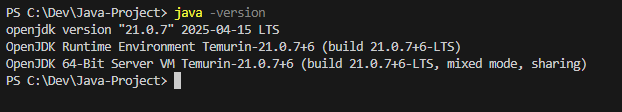 PS C:\Dev\Java-Project> java -version
openjdk version "21.0.7" 2025-04-15 LTS
OpenJDK Runtime Environment Temurin-21.0.7+6 (build 21.0.7+6-LTS)
OpenJDK 64-Bit Server VM Temurin-21.0.7+6 (build 21.0.7+6-LTS, mixed mode, sharing)
PS C:\Dev\Java-Project>